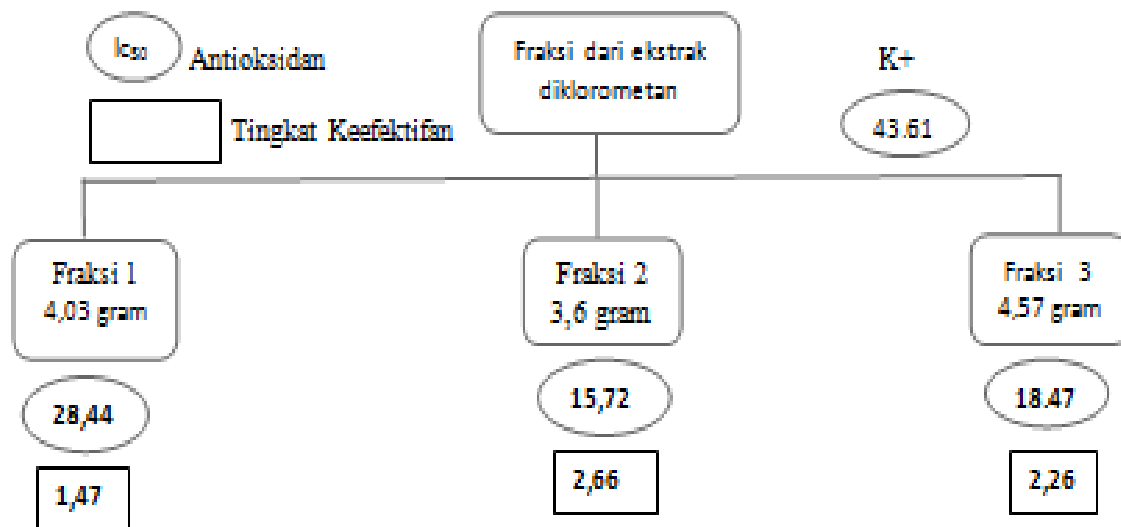 Ic50
Antioksidan
Tingkat Keefektifan
Fraksi dari ekstrak
diklorometan
K+
43.61
Fraksi 1
4,03 gram
28,44
1,47
Fraksi 2
3,6 gram
15,72
2,66
Fraksi 3
4,57 gram
18.47
2,26